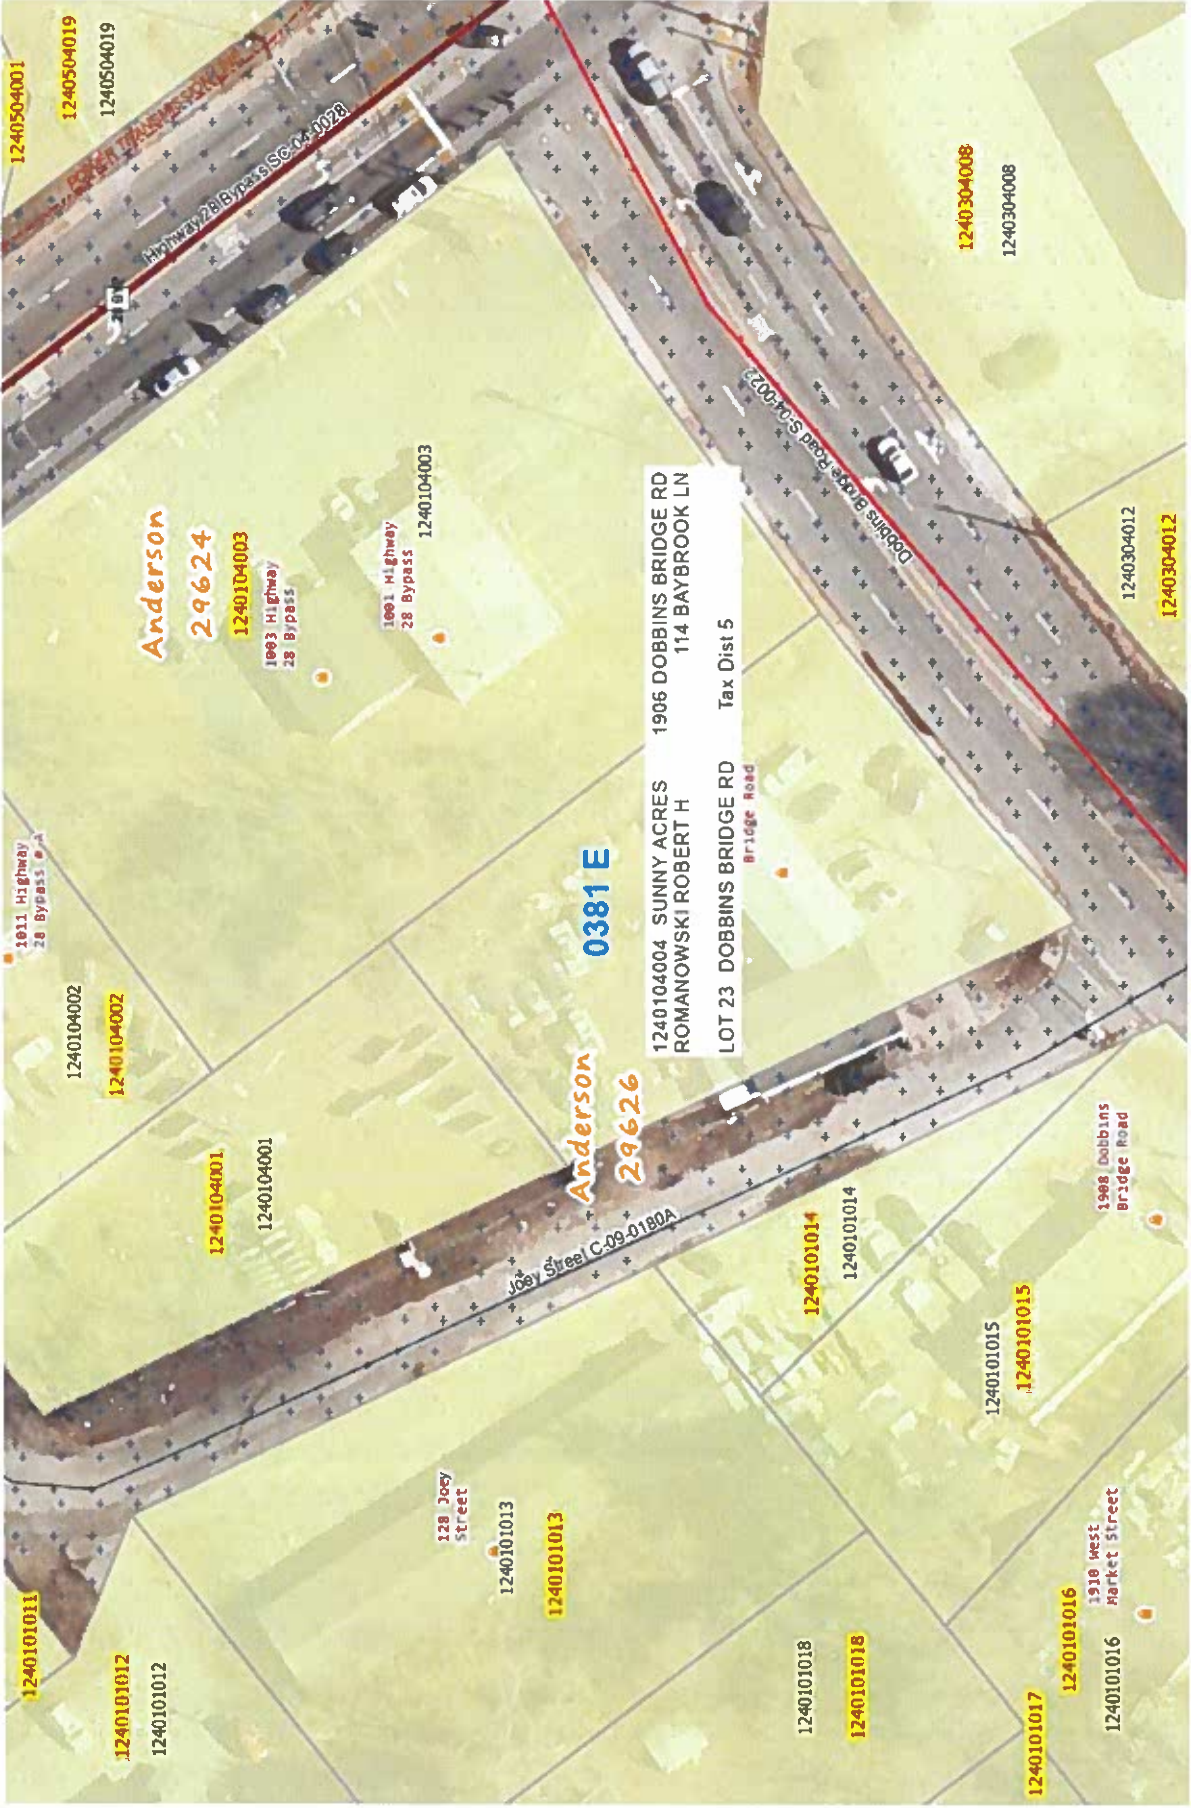 1240101011
1240101012
1240101012
128 Joey
Street
1240101013
1240101013
1240101018
1240101018
1240101017
1240101016
1240101016
1910 West
Market Street
1240101015
1240101015
1240101014
1240101014
1908 Dobbins
Bridge Road
Joey Street C-09-0180A
1240104001
1240104001
1240104002
1240104002
1011 Highway
28 Bypass # A
Anderson
29626
0381 E
1240104004 SUNNY ACRES 1906 DOBBINS BRIDGE RD
ROMANOWSKI ROBERT H 114 BAYBROOK LN
LOT 23 DOBBINS BRIDGE RD Tax Dist 5
Bridge Road
Anderson
29624
1240104003
1003 Highway
28 Bypass
1001 Highway
28 Bypass
1240104003
Highway 28 Bypass SC-04-0028
POWER TRANSMISSION LINE
Dobbins Bridge Road S-04-0022
1240304012
1240304012
1240304008
1240304008
1240504001
1240504019
1240504019